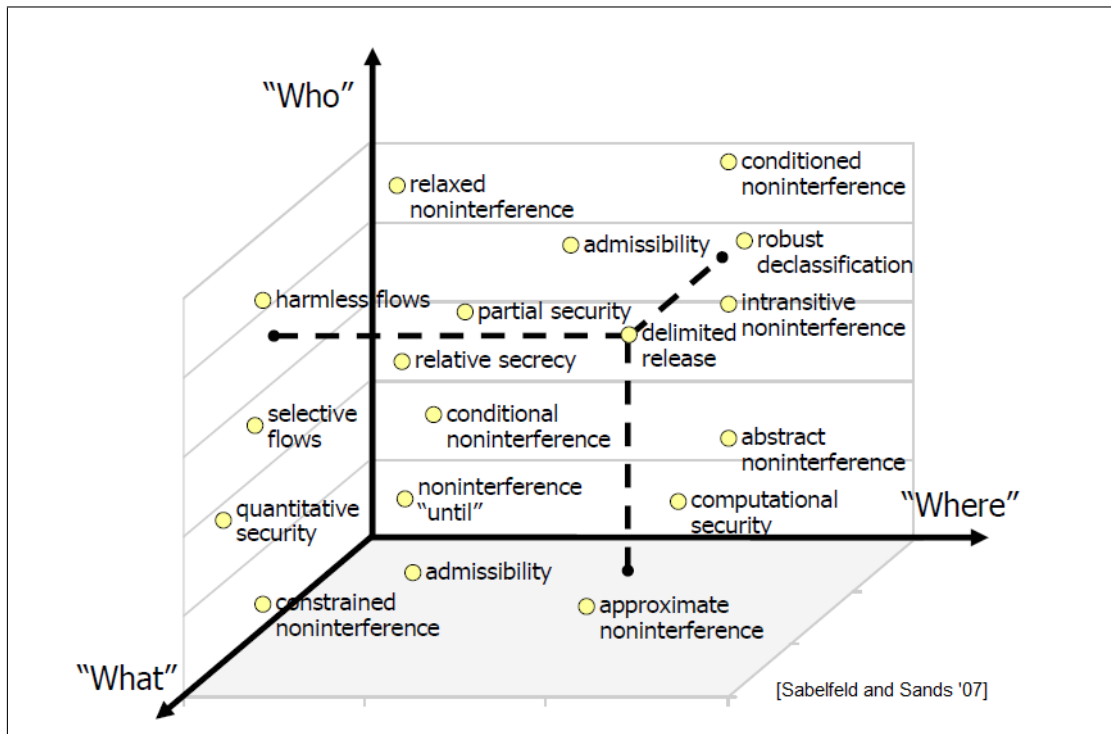 “Who”
conditioned
noninterference
relaxed
noninterference
admissibility
robust
declassification
harmless flows
partial security
intransitive
noninterference
delimited
release
relative secrecy
selective
flows
conditional
noninterference
abstract
noninterference
noninterference
“until”
computational
security
“Where”
quantitative
security
admissibility
constrained
noninterference
approximate
noninterference
“What”
[Sabelfeld and Sands '07]